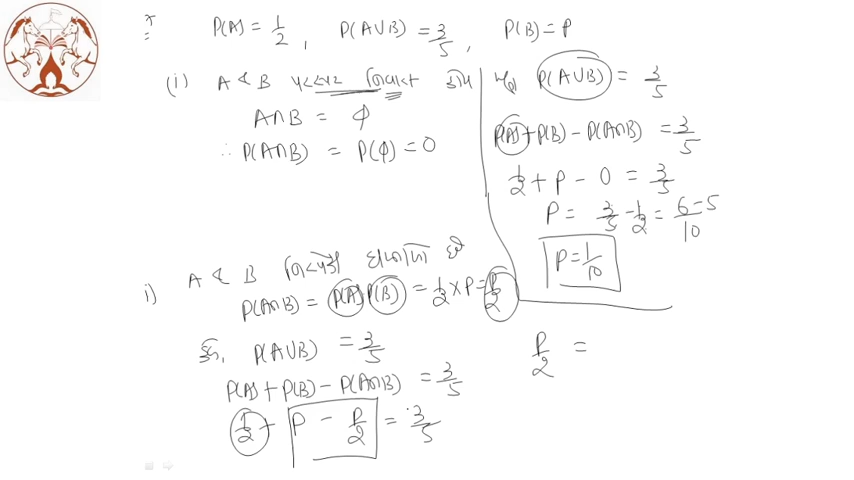 P(A) = 1/2 , P(A∪B) = 3/5 , P(B) = P
(i) A & B પરસ્પર નિવારક હોય
A∩B = ϕ
∴ P(A∩B) = P(ϕ) = 0
P(A∪B) = 3/5
P(A) + P(B) − P(A∩B) = 3/5
1/2 + P − 0 = 3/5
P = 3/5 − 1/2 = 6−5/10
P = 1/10
i) A & B નિરપેક્ષ ઘટનાઓ છે
P(A∩B) = P(A) P(B) = 1/2 × P = P/2
હવે, P(A∪B) = 3/5
P(A) + P(B) − P(A∩B) = 3/5
1/2 + P − P/2 = 3/5
P/2 =